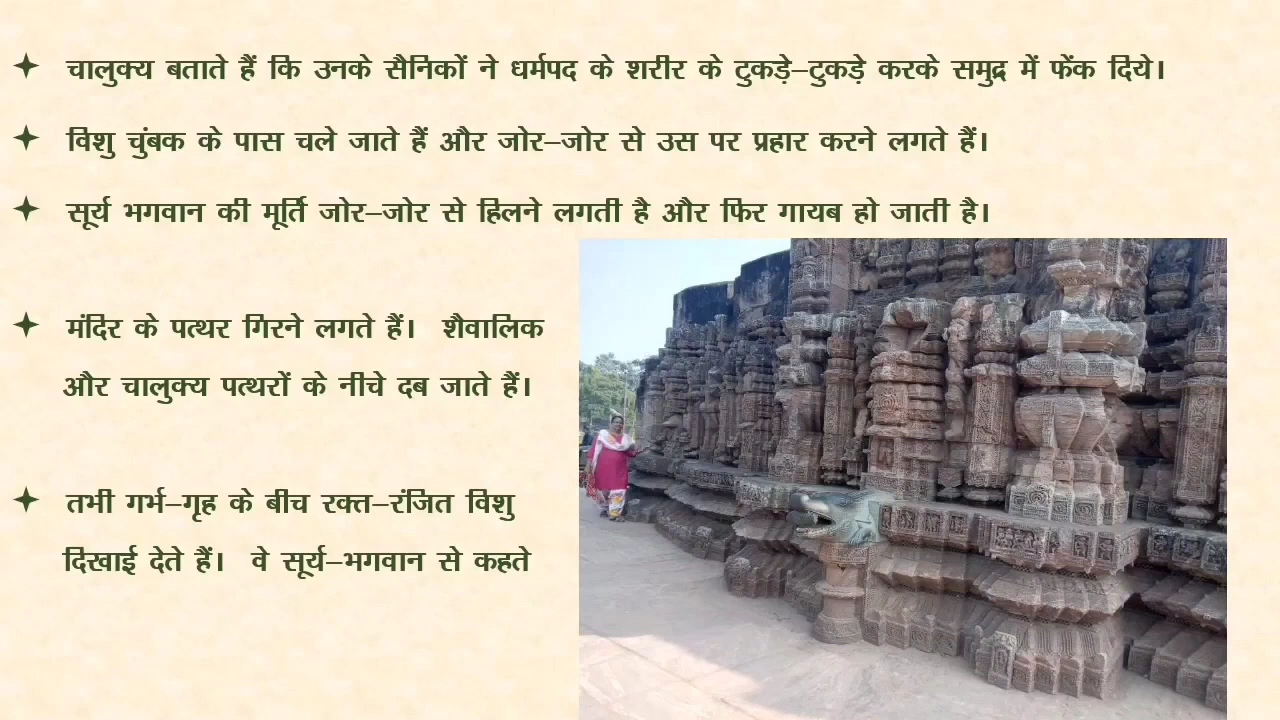 चालुक्य बताते हैं कि उनके सैनिकों ने धर्मपद के शरीर के टुकड़े–टुकड़े करके समुद्र में फेंक दिये।
विशु चुंबक के पास चले जाते हैं और जोर–जोर से उस पर प्रहार करने लगते हैं।
सूर्य भगवान की मूर्ति जोर–जोर से हिलने लगती है और फिर गायब हो जाती है।
मंदिर के पत्थर गिरने लगते हैं। शैवालिक
और चालुक्य पत्थरों के नीचे दब जाते हैं।
तभी गर्भ–गृह के बीच रक्त–रंजित विशु
दिखाई देते हैं। वे सूर्य–भगवान से कहते